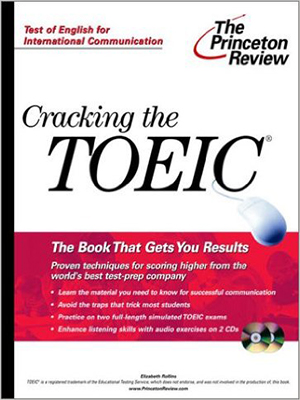 Test of English for
International Communication
The
Princeton
Review
Cracking the
TOEIC®
The Book That Gets You Results
Proven techniques for scoring higher from the
world's best test-prep company
• Learn the material you need to know for successful communication
• Avoid the traps that trick most students
• Practice on two full-length simulated TOEIC exams
• Enhance listening skills with audio exercises on 2 CDs
Elizabeth Rollins
TOEIC® is a registered trademark of the Educational Testing Service, which does not endorse, and was not involved in the production of, this book.
www.PrincetonReview.com